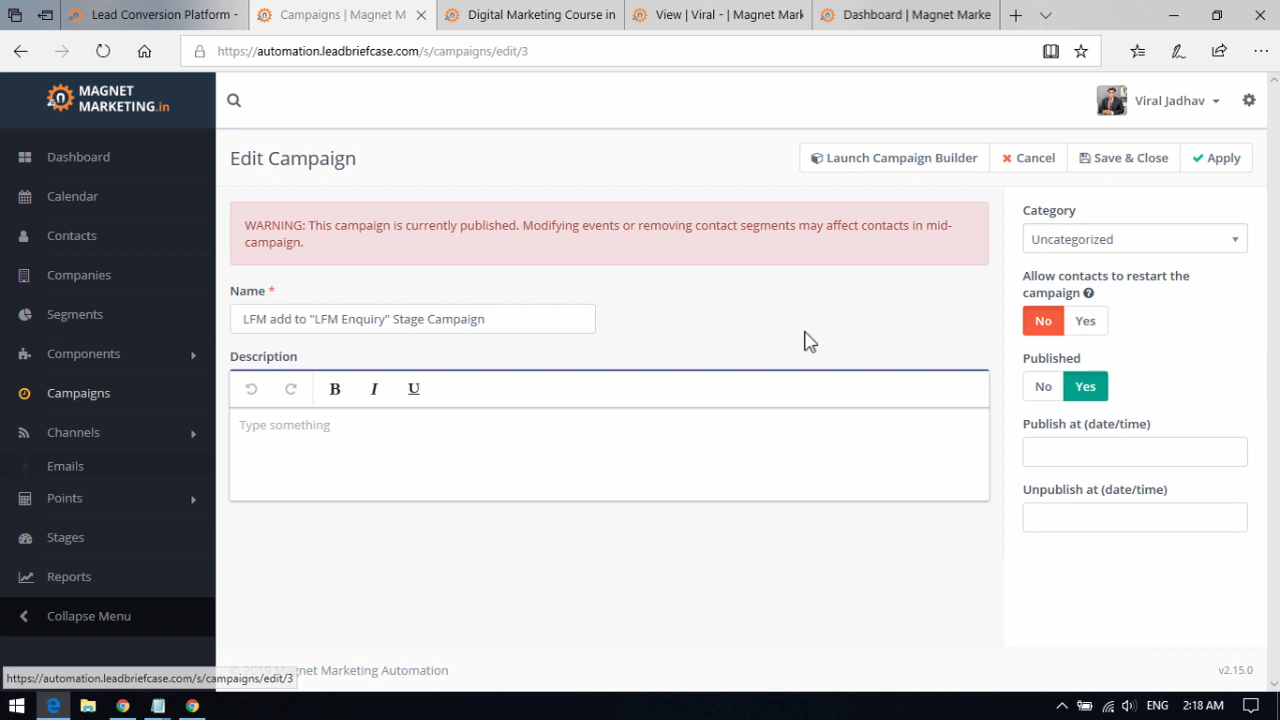 Lead Conversion Platform -
Campaigns | Magnet M
Digital Marketing Course in
View | Viral - | Magnet Mark
Dashboard | Magnet Marke
https://automation.leadbriefcase.com/s/campaigns/edit/3
MAGNET
MARKETING.in
Viral Jadhav
Dashboard
Calendar
Contacts
Companies
Segments
Components
Campaigns
Channels
Emails
Points
Stages
Reports
Collapse Menu
Edit Campaign
Launch Campaign Builder
Cancel
Save & Close
Apply
WARNING: This campaign is currently published. Modifying events or removing contact segments may affect contacts in mid-
campaign.
Name *
LFM add to "LFM Enquiry" Stage Campaign
Description
B I U
Type something
Category
Uncategorized
Allow contacts to restart the
campaign
No Yes
Published
No Yes
Publish at (date/time)
Unpublish at (date/time)
https://automation.leadbriefcase.com/s/campaigns/edit/3
gnet Marketing Automation
v2.15.0
ENG
2:18 AM